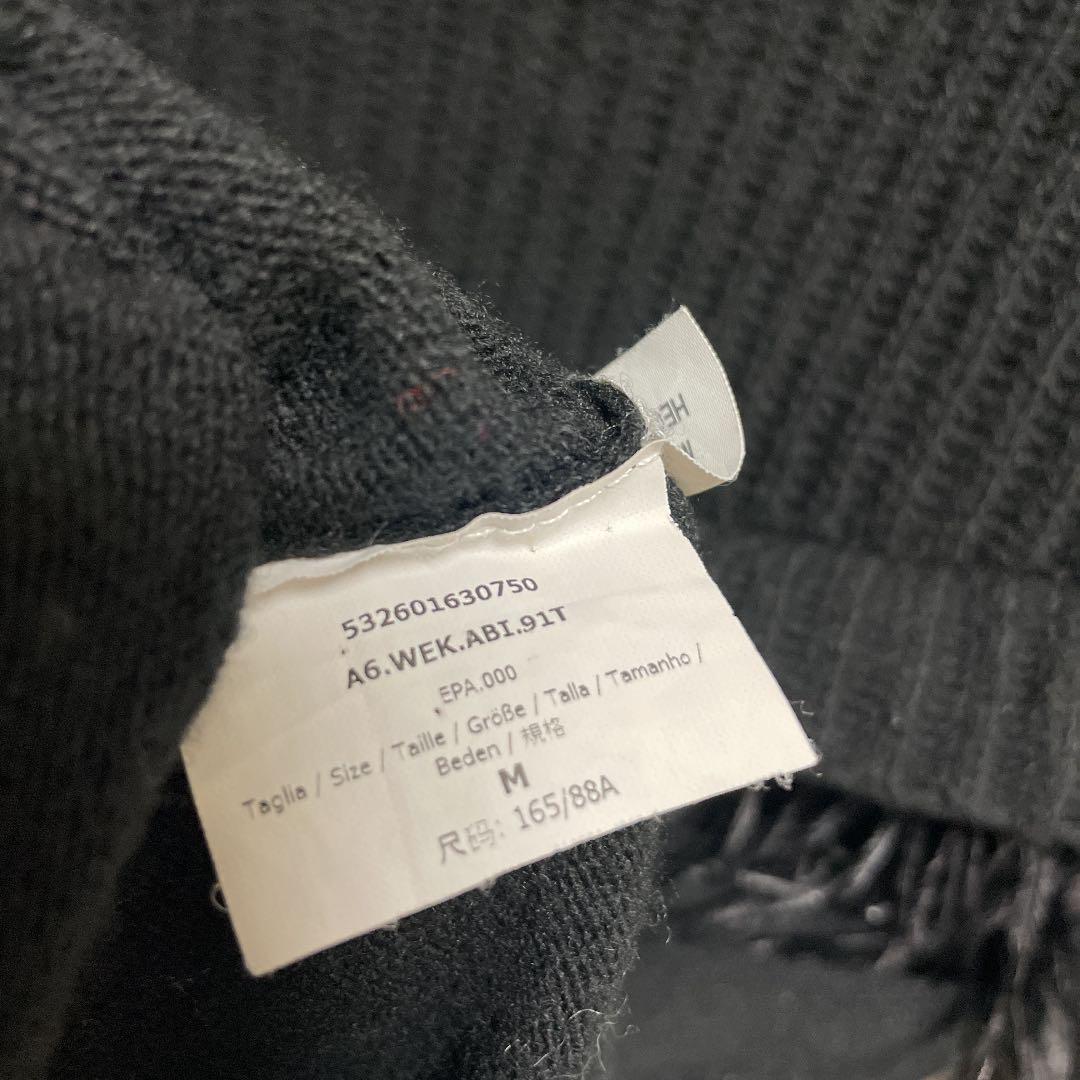 532601630750
A6.WEK.ABI.91T
EPA.000
Taglia / Size / Taille / Größe / Talla / Tamanho /
Beden / 規格
M
尺码: 165/88A